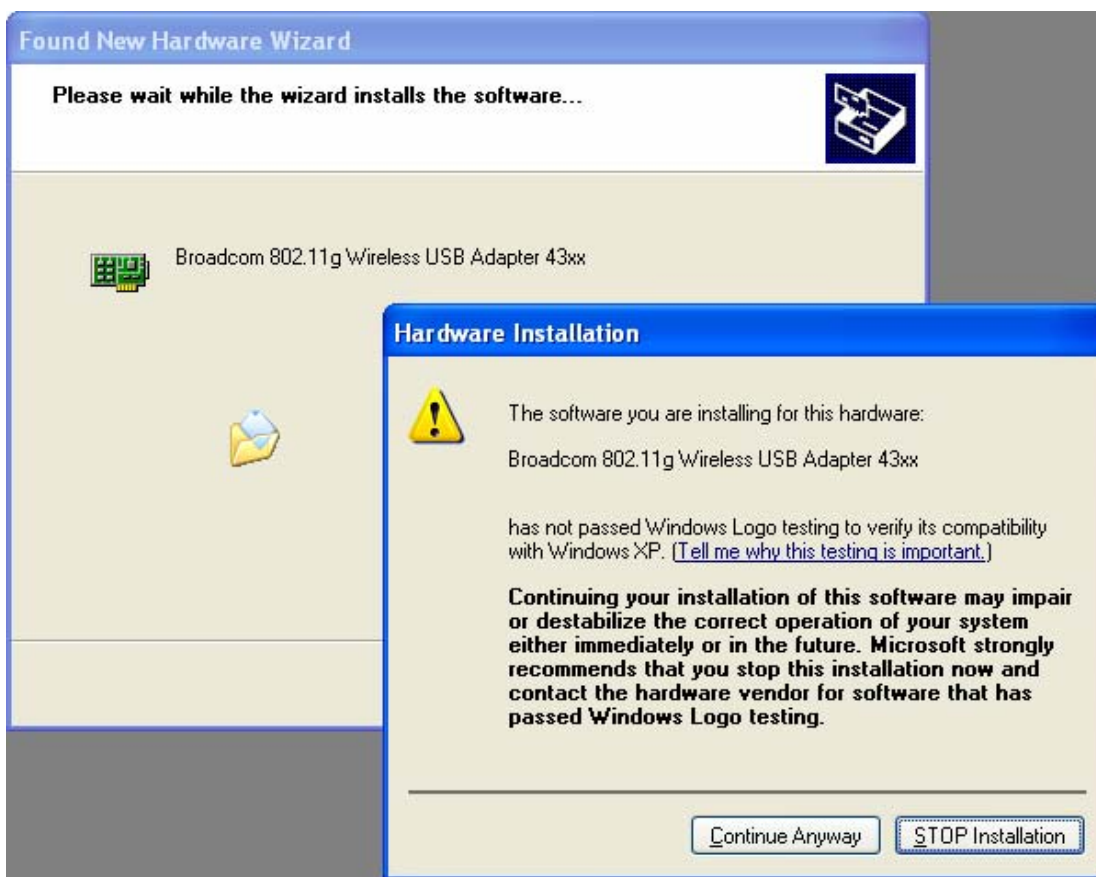 Found New Hardware Wizard
Please wait while the wizard installs the software...
Broadcom 802.11g Wireless USB Adapter 43xx
Hardware Installation
The software you are installing for this hardware:
Broadcom 802.11g Wireless USB Adapter 43xx
has not passed Windows Logo testing to verify its compatibility
with Windows XP. (Tell me why this testing is important.)
Continuing your installation of this software may impair
or destabilize the correct operation of your system
either immediately or in the future. Microsoft strongly
recommends that you stop this installation now and
contact the hardware vendor for software that has
passed Windows Logo testing.
Continue Anyway
STOP Installation